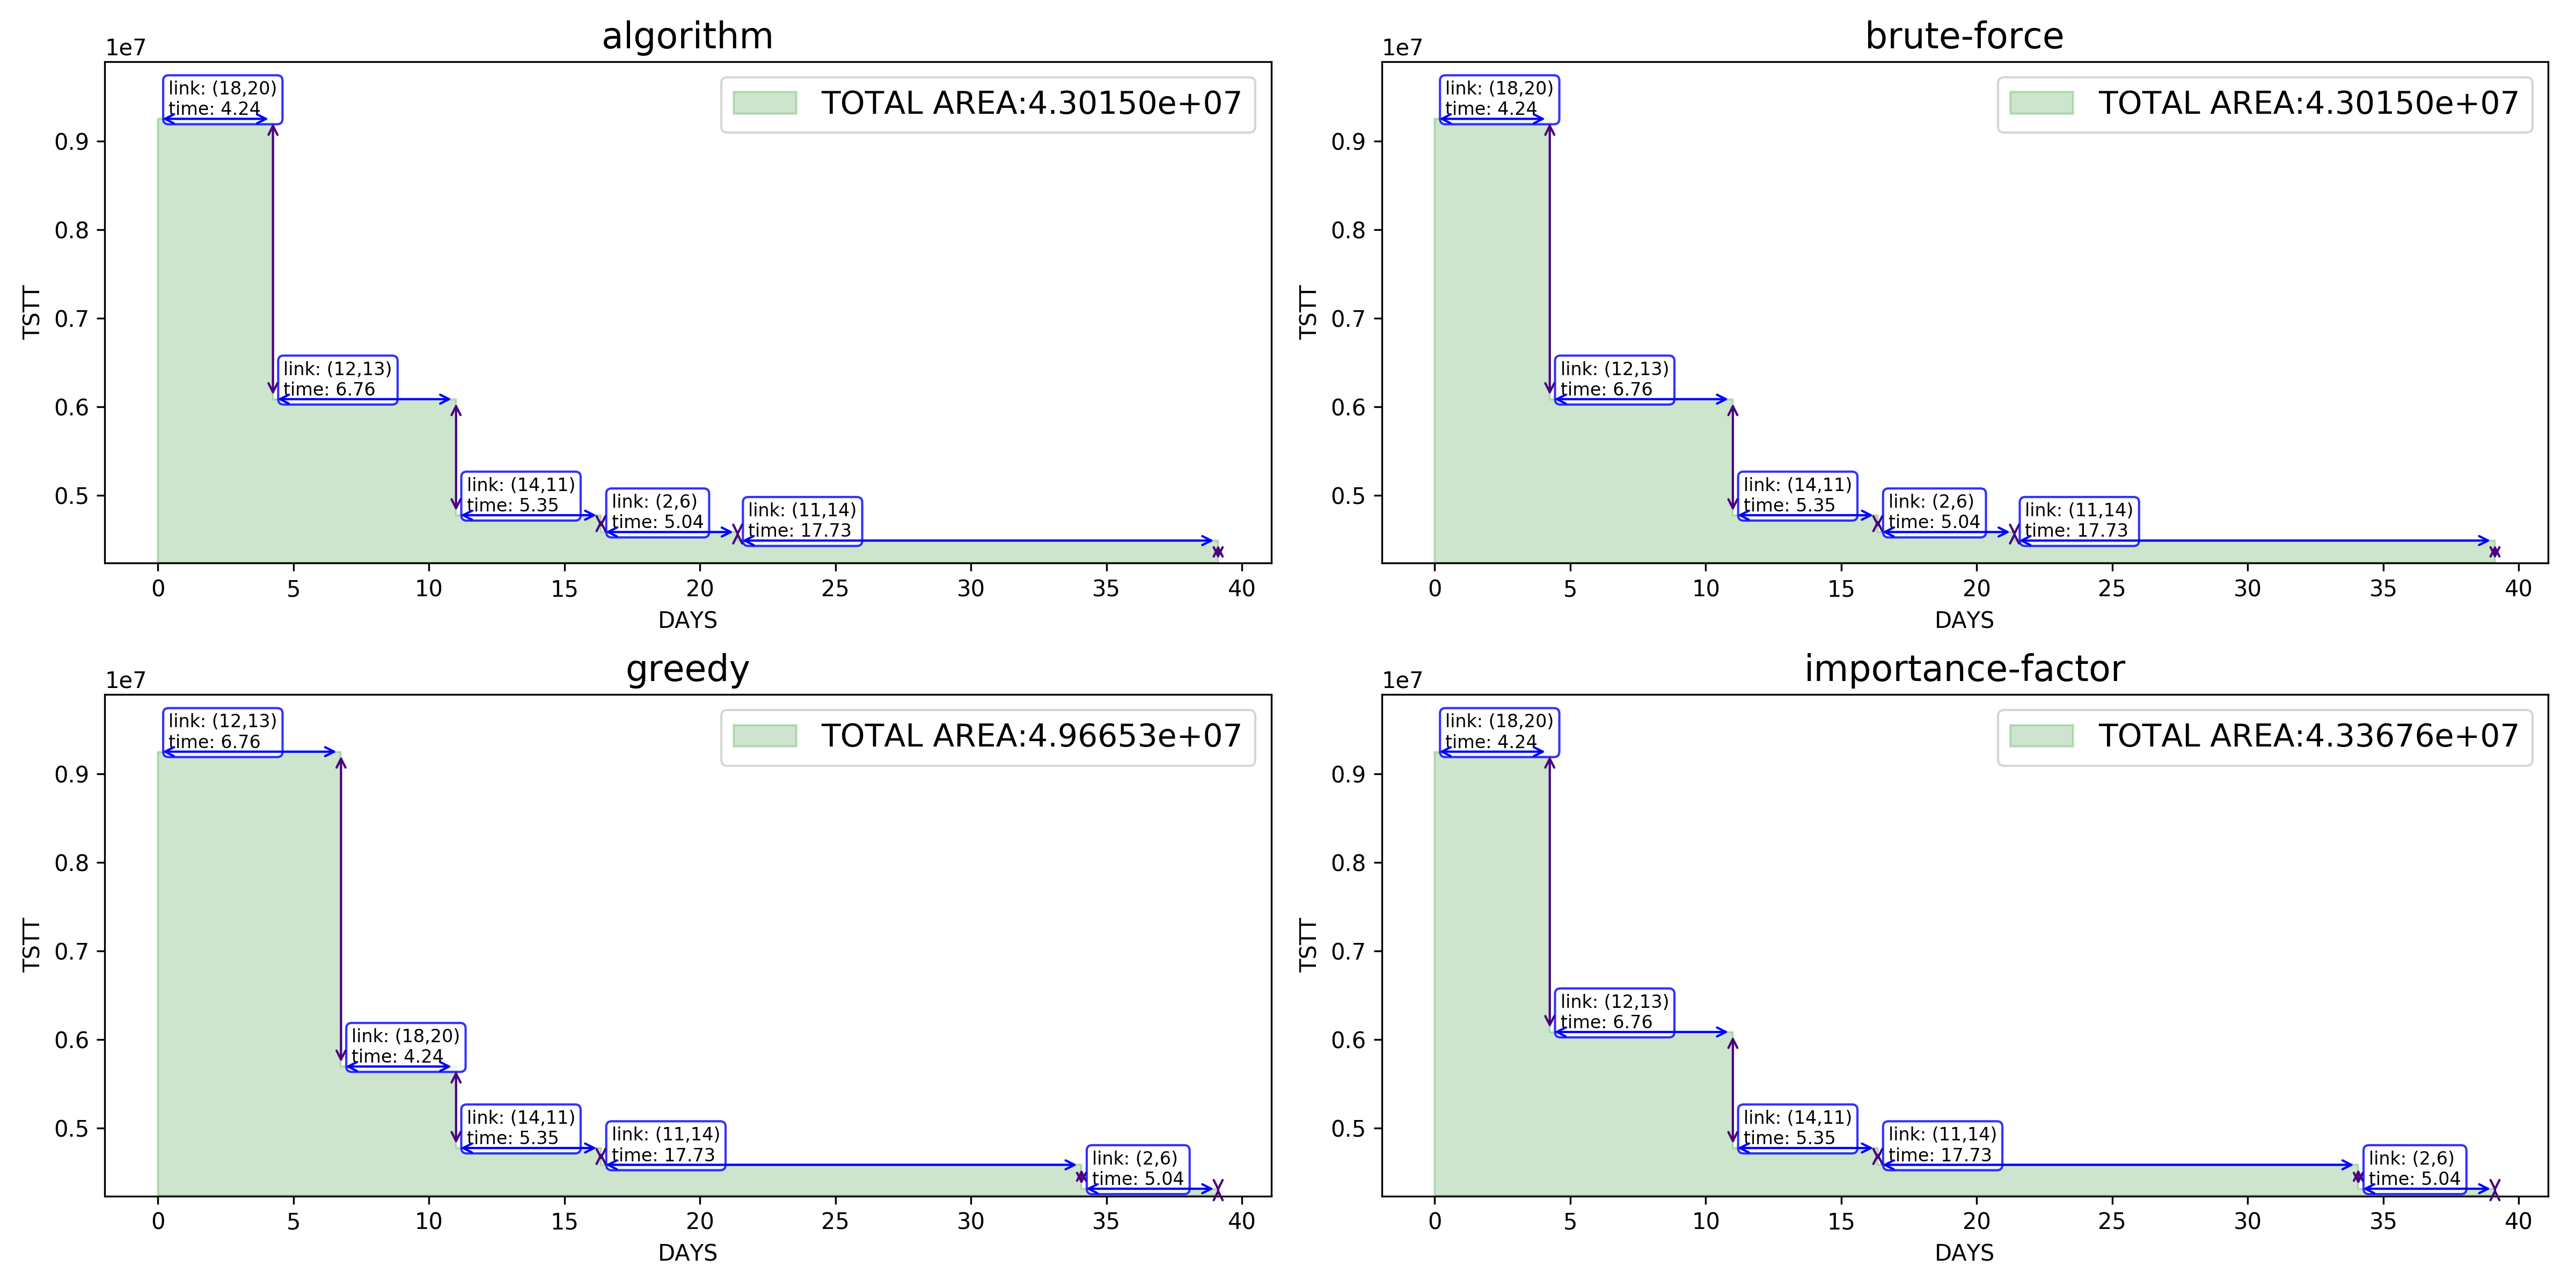 algorithm
1e7
TOTAL AREA:4.30150e+07
link: (18,20)
time: 4.24
link: (12,13)
time: 6.76
link: (14,11)
time: 5.35
link: (2,6)
time: 5.04
link: (11,14)
time: 17.73
0.9
0.8
0.7
0.6
0.5
TSTT
0 5 10 15 20 25 30 35 40
DAYS
brute-force
1e7
TOTAL AREA:4.30150e+07
link: (18,20)
time: 4.24
link: (12,13)
time: 6.76
link: (14,11)
time: 5.35
link: (2,6)
time: 5.04
link: (11,14)
time: 17.73
0.9
0.8
0.7
0.6
0.5
TSTT
0 5 10 15 20 25 30 35 40
DAYS
greedy
1e7
TOTAL AREA:4.96653e+07
link: (12,13)
time: 6.76
link: (18,20)
time: 4.24
link: (14,11)
time: 5.35
link: (11,14)
time: 17.73
link: (2,6)
time: 5.04
0.9
0.8
0.7
0.6
0.5
TSTT
0 5 10 15 20 25 30 35 40
DAYS
importance-factor
1e7
TOTAL AREA:4.33676e+07
link: (18,20)
time: 4.24
link: (12,13)
time: 6.76
link: (14,11)
time: 5.35
link: (11,14)
time: 17.73
link: (2,6)
time: 5.04
0.9
0.8
0.7
0.6
0.5
TSTT
0 5 10 15 20 25 30 35 40
DAYS